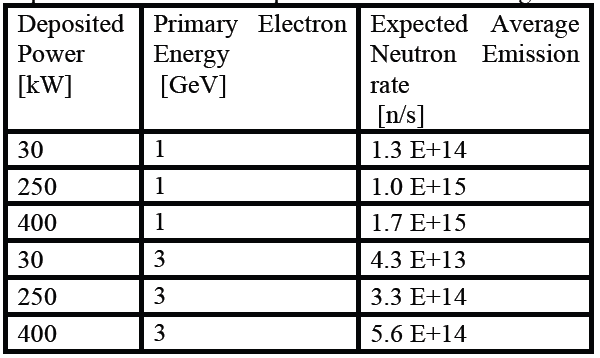 Deposited Primary Electron Expected Average
Power Energy Neutron Emission
[kW] [GeV] rate
[n/s]
30 1 1.3 E+14
250 1 1.0 E+15
400 1 1.7 E+15
30 3 4.3 E+13
250 3 3.3 E+14
400 3 5.6 E+14